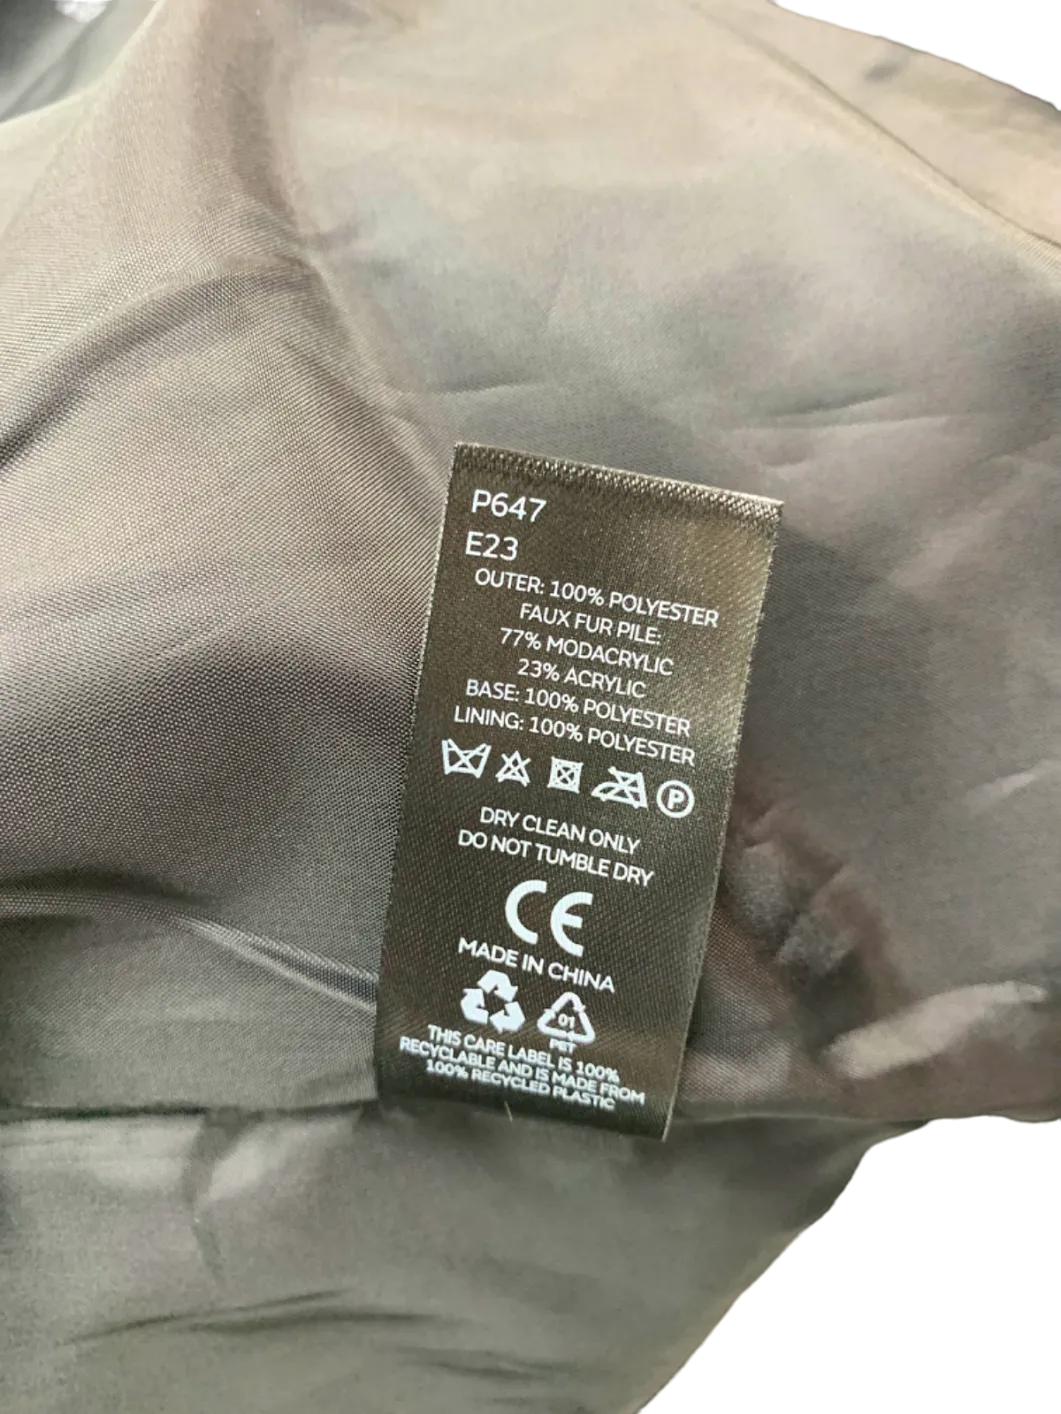 P647
E23
OUTER: 100% POLYESTER
FAUX FUR PILE:
77% MODACRYLIC
23% ACRYLIC
BASE: 100% POLYESTER
LINING: 100% POLYESTER
P
DRY CLEAN ONLY
DO NOT TUMBLE DRY
CE
MADE IN CHINA
01
PET
THIS CARE LABEL IS 100%
RECYCLABLE AND IS MADE FROM
100% RECYCLED PLASTIC